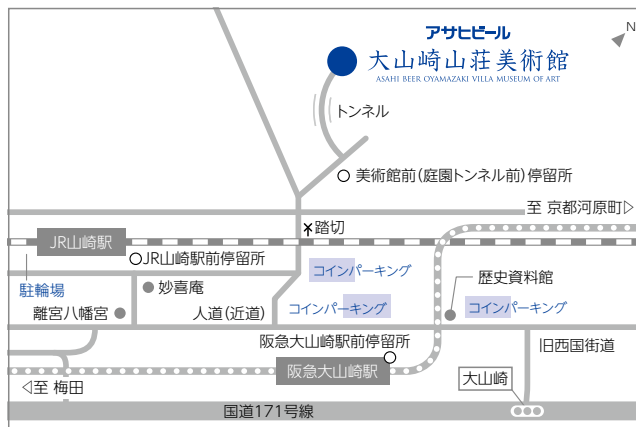 N
アサヒビール
大山崎山荘美術館
ASAHI BEER OYAMAZAKI VILLA MUSEUM OF ART
トンネル
美術館前(庭園トンネル前)停留所
至 京都河原町▷
踏切
JR山崎駅
JR山崎駅前停留所
コインパーキング
歴史資料館
駐輪場
妙喜庵
離宮八幡宮
人道(近道)
コインパーキング
コインパーキング
阪急大山崎駅前停留所
旧西国街道
阪急大山崎駅
大山崎
◁至 梅田
国道171号線